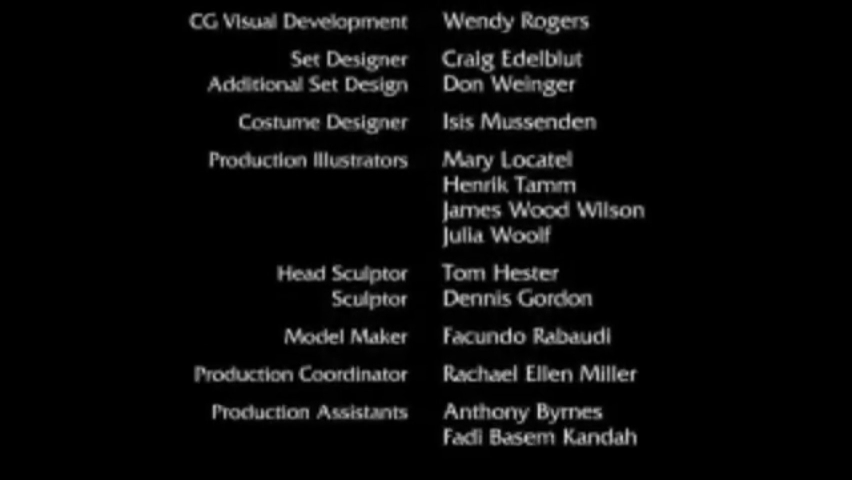 CG Visual Development Wendy Rogers
Set Designer Craig Edelblut
Additional Set Design Don Weinger
Costume Designer Isis Mussenden
Production Illustrators Mary Locatel
Henrik Tamm
James Wood Wilson
Julia Woolf
Head Sculptor Tom Hester
Sculptor Dennis Gordon
Model Maker Facundo Rabaudi
Production Coordinator Rachael Ellen Miller
Production Assistants Anthony Byrnes
Fadi Basem Kandah